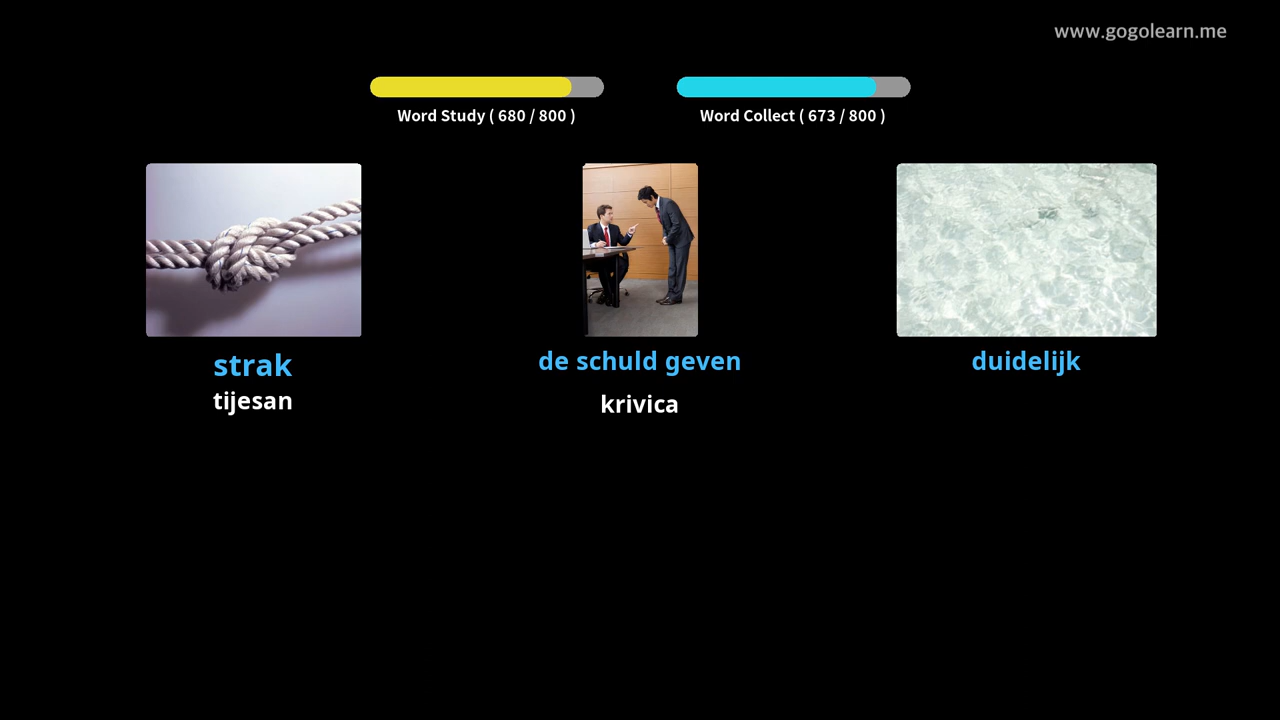 www.gogolearn.me
Word Study ( 680 / 800 )
Word Collect ( 673 / 800 )
strak
tijesan
de schuld geven
krivica
duidelijk